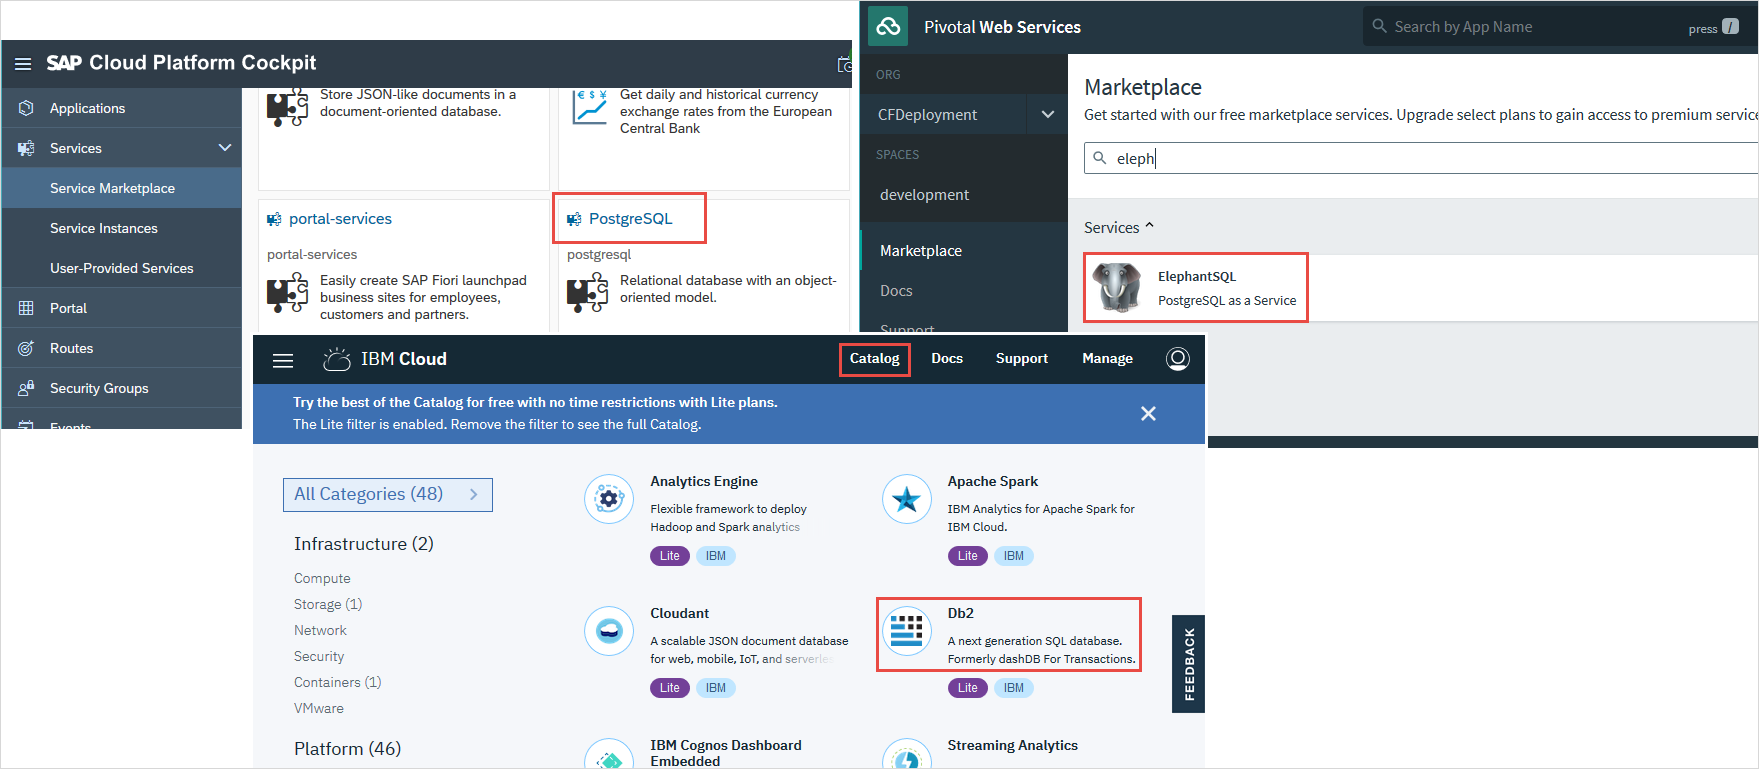 SAP Cloud Platform Cockpit
Applications
Services
Service Marketplace
Service Instances
User-Provided Services
Portal
Routes
Security Groups
Events
Store JSON-like documents in a
document-oriented database.
€ $ ¥
Get daily and historical currency
exchange rates from the European
Central Bank
portal-services
portal-services
Easily create SAP Fiori launchpad
business sites for employees,
customers and partners.
PostgreSQL
postgresql
Relational database with an object-
oriented model.
Pivotal Web Services
Search by App Name
press /
ORG
CFDeployment
SPACES
development
Marketplace
Docs
Support
Marketplace
Get started with our free marketplace services. Upgrade select plans to gain access to premium service
eleph
Services
ElephantSQL
PostgreSQL as a Service
IBM Cloud
Catalog
Docs
Support
Manage
Try the best of the Catalog for free with no time restrictions with Lite plans.
The Lite filter is enabled. Remove the filter to see the full Catalog.
All Categories (48)
Infrastructure (2)
Compute
Storage (1)
Network
Security
Containers (1)
VMware
Platform (46)
Analytics Engine
Flexible framework to deploy
Hadoop and Spark analytics
Lite IBM
Apache Spark
IBM Analytics for Apache Spark for
IBM Cloud.
Lite IBM
Cloudant
A scalable JSON document database
for web, mobile, IoT, and serverless
Lite IBM
Db2
A next generation SQL database.
Formerly dashDB For Transactions.
Lite IBM
IBM Cognos Dashboard
Embedded
Streaming Analytics
FEEDBACK